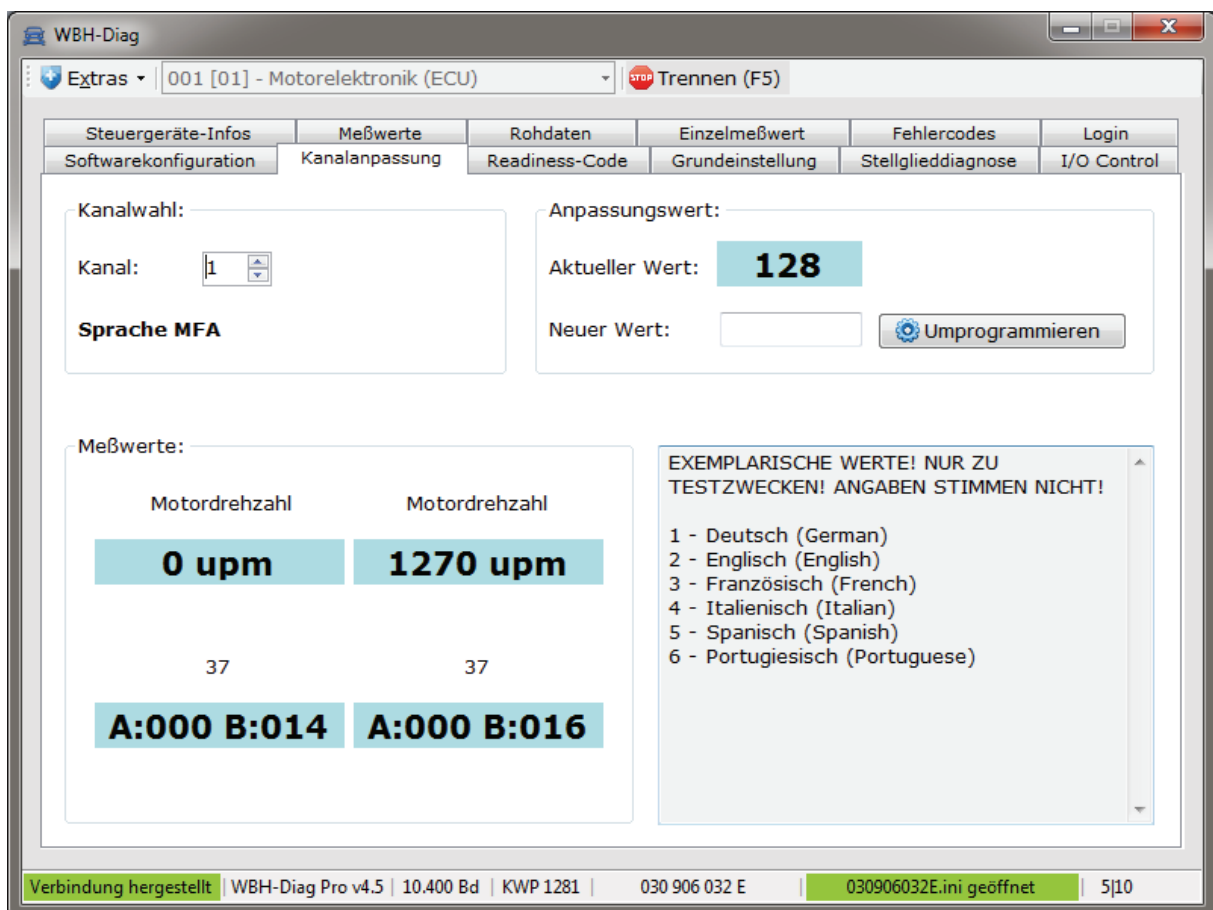 WBH-Diag
Extras 001 [01] - Motorelektronik (ECU) STOP Trennen (F5)
Steuergeräte-Infos Meßwerte Rohdaten Einzelmeßwert Fehlercodes Login
Softwarekonfiguration Kanalanpassung Readiness-Code Grundeinstellung Stellglieddiagnose I/O Control
Kanalwahl:
Kanal: 1
Sprache MFA
Anpassungswert:
Aktueller Wert: 128
Neuer Wert: Umprogrammieren
Meßwerte:
Motordrehzahl Motordrehzahl
0 upm 1270 upm
37 37
A:000 B:014 A:000 B:016
EXEMPLARISCHE WERTE! NUR ZU
TESTZWECKEN! ANGABEN STIMMEN NICHT!
1 - Deutsch (German)
2 - Englisch (English)
3 - Französisch (French)
4 - Italienisch (Italian)
5 - Spanisch (Spanish)
6 - Portugiesisch (Portuguese)
Verbindung hergestellt | WBH-Diag Pro v4.5 | 10.400 Bd | KWP 1281 | 030 906 032 E | 030906032E.ini geöffnet | 5|10